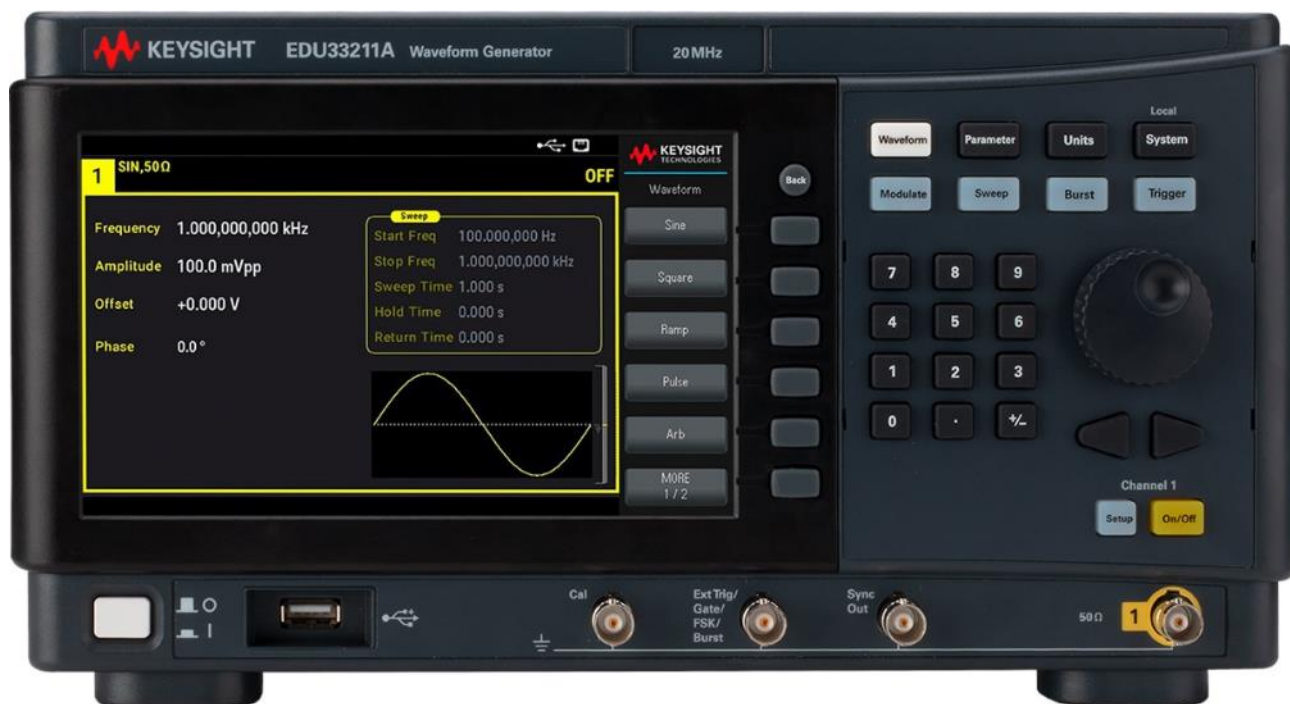 KEYSIGHT EDU33211A Waveform Generator 20 MHz
1 SIN,50Ω OFF
Frequency 1.000,000,000 kHz
Amplitude 100.0 mVpp
Offset +0.000 V
Phase 0.0 °
Sweep
Start Freq 100.000,000 Hz
Stop Freq 1.000,000,000 kHz
Sweep Time 1.000 s
Hold Time 0.000 s
Return Time 0.000 s
KEYSIGHT
TECHNOLOGIES
Waveform
Sine
Square
Ramp
Pulse
Arb
MORE
1 / 2
Back
Local
Waveform Parameter Units System
Modulate Sweep Burst Trigger
7 8 9
4 5 6
1 2 3
0 . +/-
Channel 1
Setup On/Off
Cal
Ext Trig/
Gate/
FSK/
Burst
Sync
Out
50Ω 1